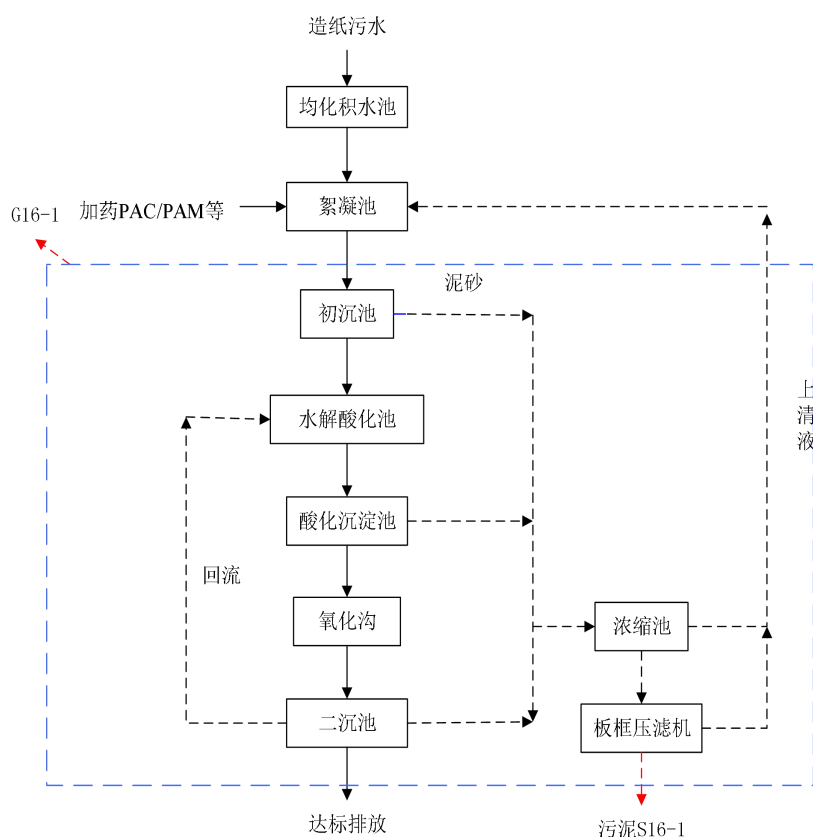 造纸污水
均化积水池
G16-1
加药PAC/PAM等
絮凝池
泥砂
初沉池
上清液
水解酸化池
酸化沉淀池
回流
氧化沟
浓缩池
二沉池
板框压滤机
达标排放
污泥S16-1